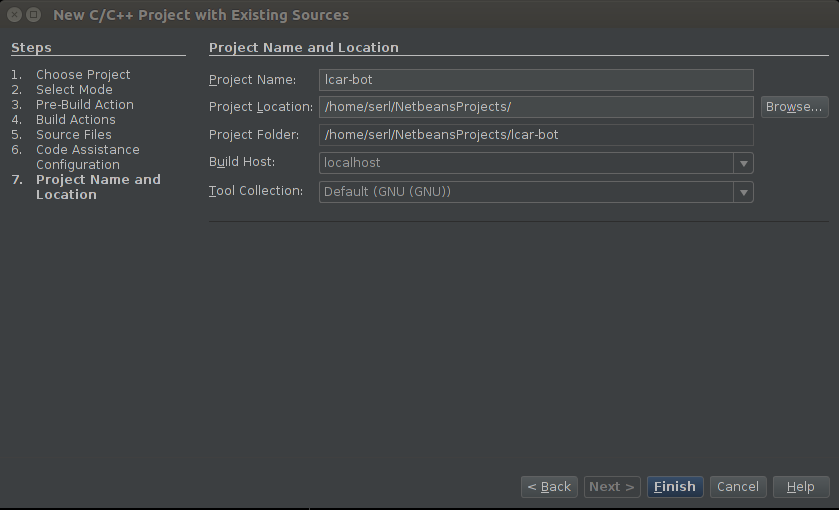 New C/C++ Project with Existing Sources
Steps
1. Choose Project
2. Select Mode
3. Pre-Build Action
4. Build Actions
5. Source Files
6. Code Assistance
Configuration
7. Project Name and
Location
Project Name and Location
Project Name: lcar-bot
Project Location: /home/serl/NetbeansProjects/ Browse...
Project Folder: /home/serl/NetbeansProjects/lcar-bot
Build Host: localhost
Tool Collection: Default (GNU (GNU))
< Back Next > Finish Cancel Help